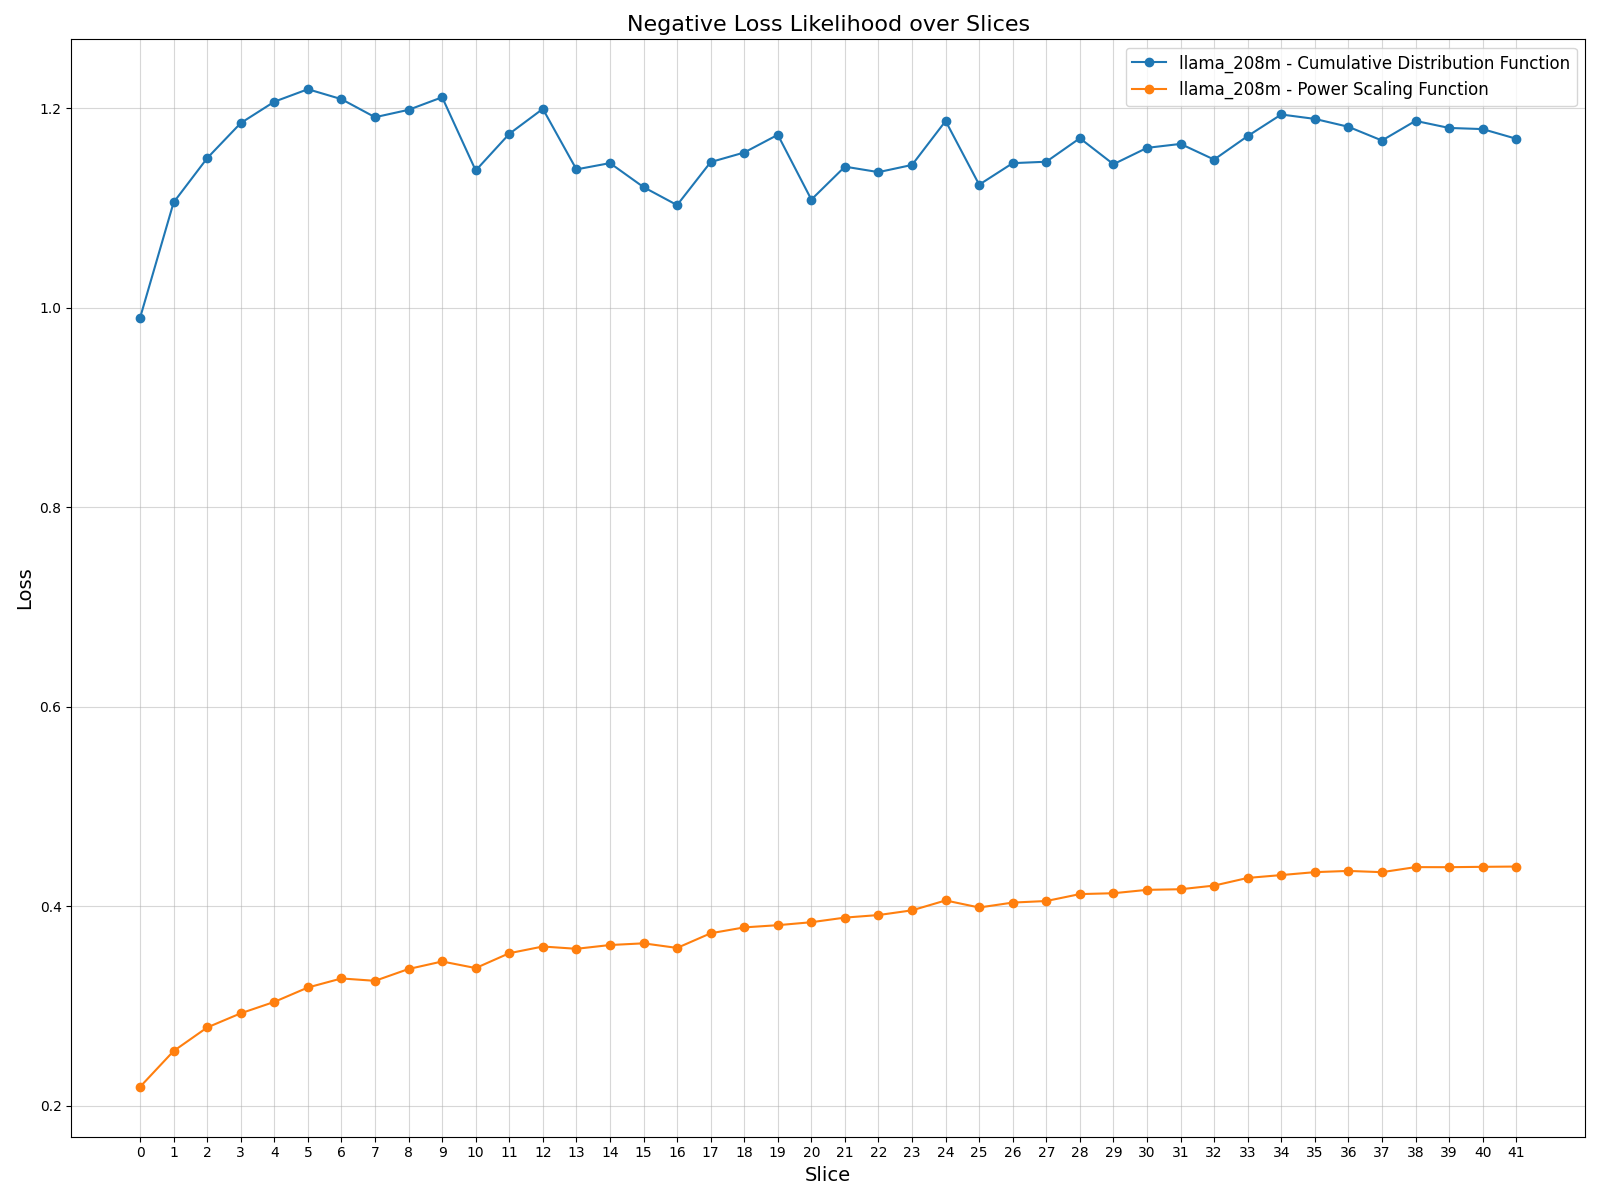 Negative Loss Likelihood over Slices
llama_208m - Cumulative Distribution Function
llama_208m - Power Scaling Function
1.2
1.0
0.8
0.6
0.4
0.2
Loss
0 1 2 3 4 5 6 7 8 9 10 11 12 13 14 15 16 17 18 19 20 21 22 23 24 25 26 27 28 29 30 31 32 33 34 35 36 37 38 39 40 41
Slice